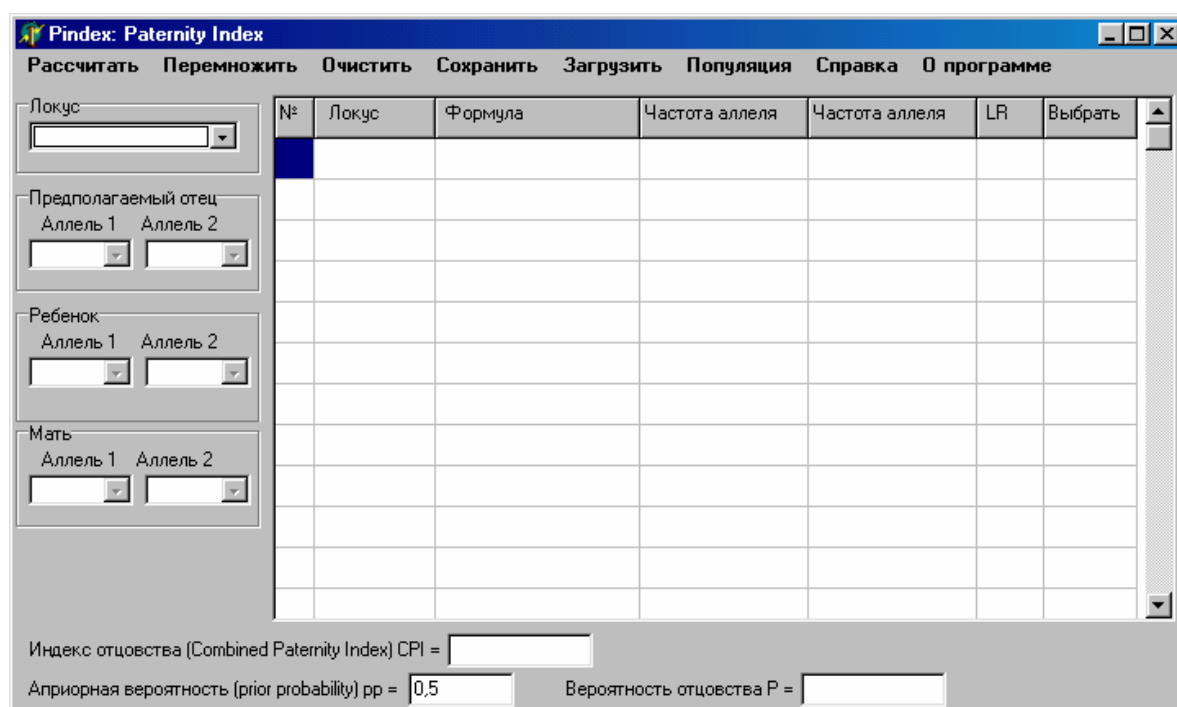 Pindex: Paternity Index
Рассчитать Перемножить Очистить Сохранить Загрузить Популяция Справка О программе
Локус
№ Локус Формула Частота аллеля Частота аллеля LR Выбрать
Предполагаемый отец
Аллель 1 Аллель 2
Ребенок
Аллель 1 Аллель 2
Мать
Аллель 1 Аллель 2
Индекс отцовства (Combined Paternity Index) CPI =
Априорная вероятность (prior probability) pp = 0,5 Вероятность отцовства P =